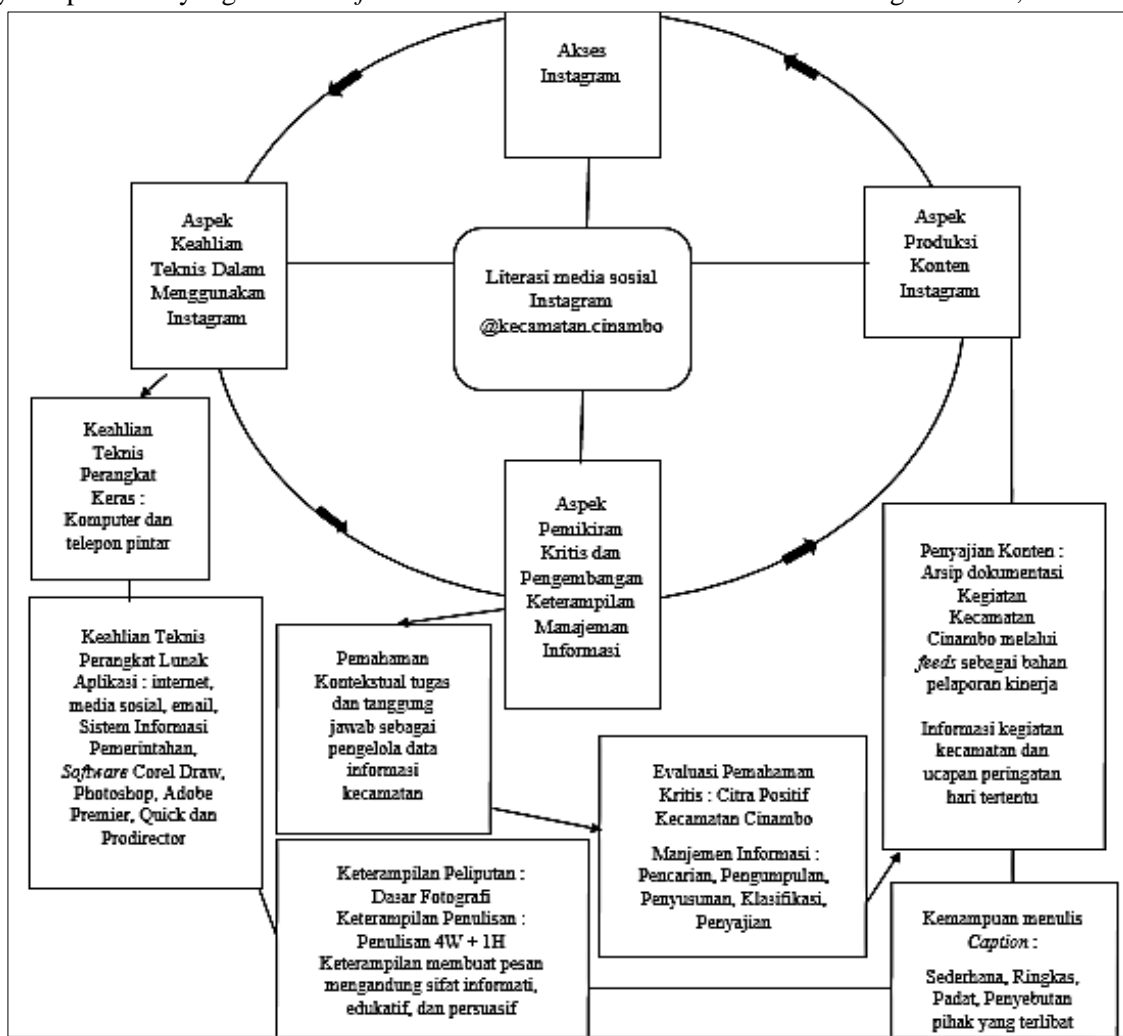 Akses
Instagram
Aspek
Keahlian
Teknis Dalam
Menggunakan
Instagram
Aspek
Produksi
Konten
Instagram
Literasi media sosial
Instagram
@kecamatan.cinambo
Keahlian
Teknis
Perangkat
Keras :
Komputer dan
telepon pintar
Aspek
Pemikiran
Kritis dan
Pengembangan
Keterampilan
Manajeman
Informasi
Penyajian Konten :
Arsip dokumentasi
Kegiatan
Kecamatan
Cinambo melalui
feeds sebagai bahan
pelaporan kinerja
Informasi kegiatan
kecamatan dan
ucapan peringatan
hari tertentu
Keahlian Teknis
Perangkat Lunak
Aplikasi : internet,
media sosial, email,
Sistem Informasi
Pemerintahan,
Software Corel Draw,
Photoshop, Adobe
Premier, Quick dan
Prodirector
Pemahaman
Kontekstual tugas
dan tanggung
jawab sebagai
pengelola data
informasi
kecamatan
Evaluasi Pemahaman
Kritis : Citra Positif
Kecamatan Cinambo
Manjemen Informasi :
Pencarian, Pengumpulan,
Penyusunan, Klasifikasi,
Penyajian
Keterampilan Peliputan :
Dasar Fotografi
Keterampilan Penulisan :
Penulisan 4W + 1H
Keterampilan membuat pesan
mengandung sifat informati,
edukatif, dan persuasif
Kemampuan menulis
Caption :
Sederhana, Ringkas,
Padat, Penyebutan
pihak yang terlibat